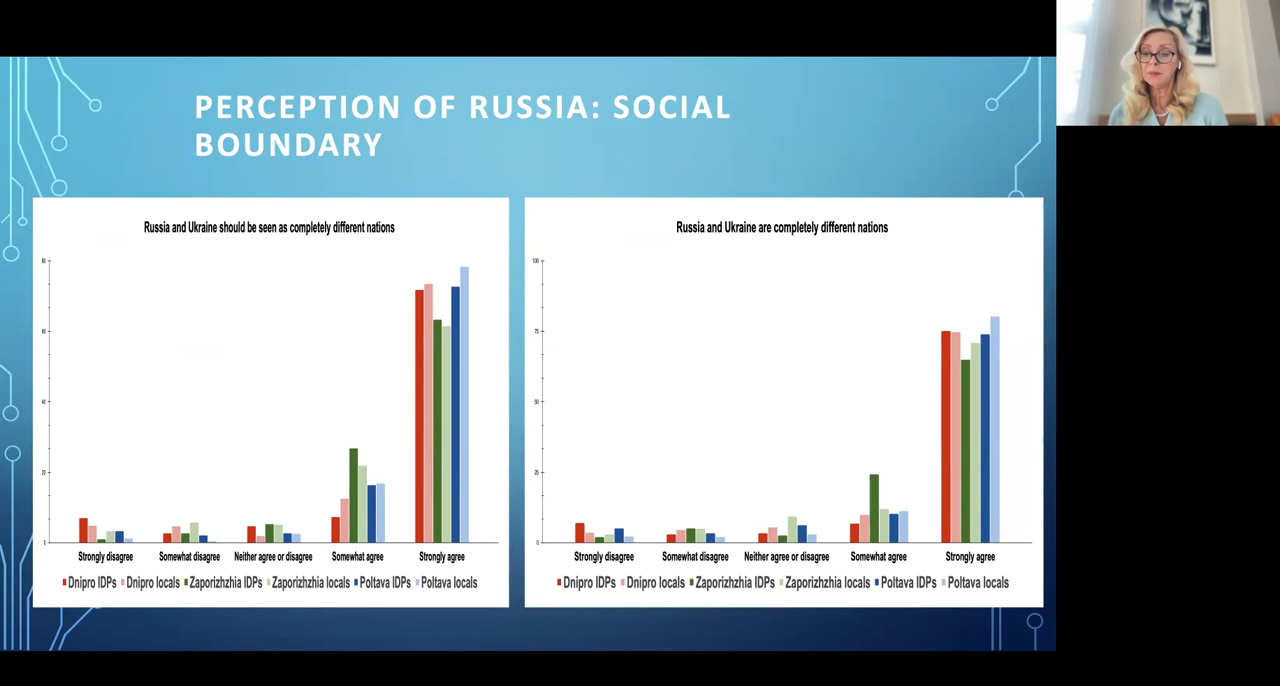 PERCEPTION OF RUSSIA: SOCIAL
BOUNDARY
Russia and Ukraine should be seen as completely different nations
80
60
40
20
0
Strongly disagree Somewhat disagree Neither agree or disagree Somewhat agree Strongly agree
Dnipro IDPs Dnipro locals Zaporizhzhia IDPs Zaporizhzhia locals Poltava IDPs Poltava locals
Russia and Ukraine are completely different nations
100
75
50
25
0
Strongly disagree Somewhat disagree Neither agree or disagree Somewhat agree Strongly agree
Dnipro IDPs Dnipro locals Zaporizhzhia IDPs Zaporizhzhia locals Poltava IDPs Poltava locals